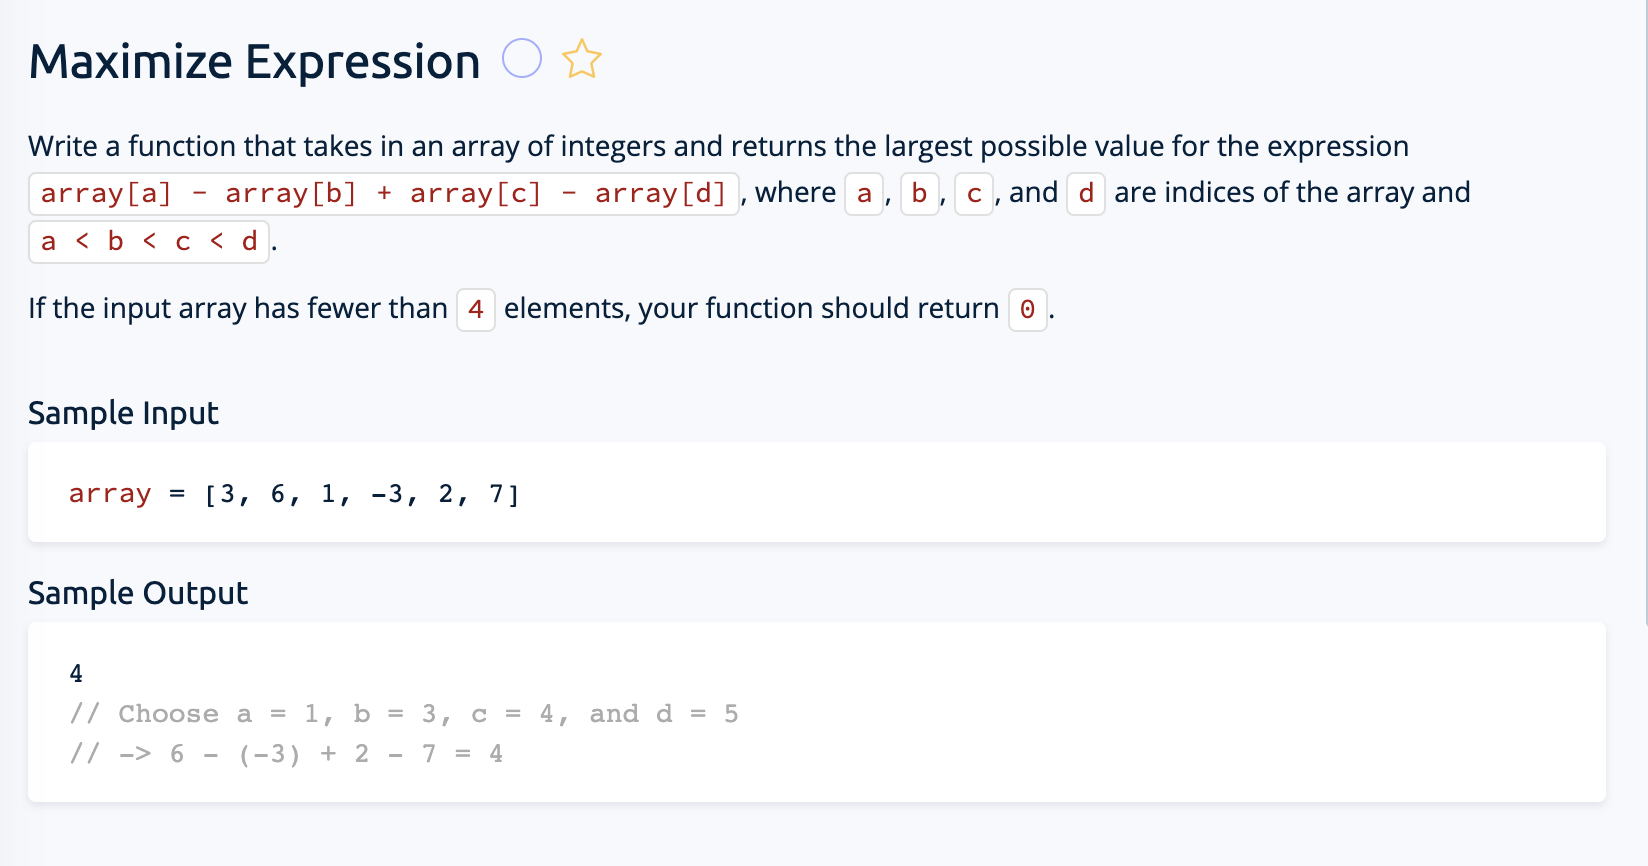 Maximize Expression
Write a function that takes in an array of integers and returns the largest possible value for the expression
array[a] - array[b] + array[c] - array[d], where a, b, c, and d are indices of the array and
a < b < c < d.
If the input array has fewer than 4 elements, your function should return 0.
Sample Input
array = [3, 6, 1, -3, 2, 7]
Sample Output
4
// Choose a = 1, b = 3, c = 4, and d = 5
// -> 6 - (-3) + 2 - 7 = 4